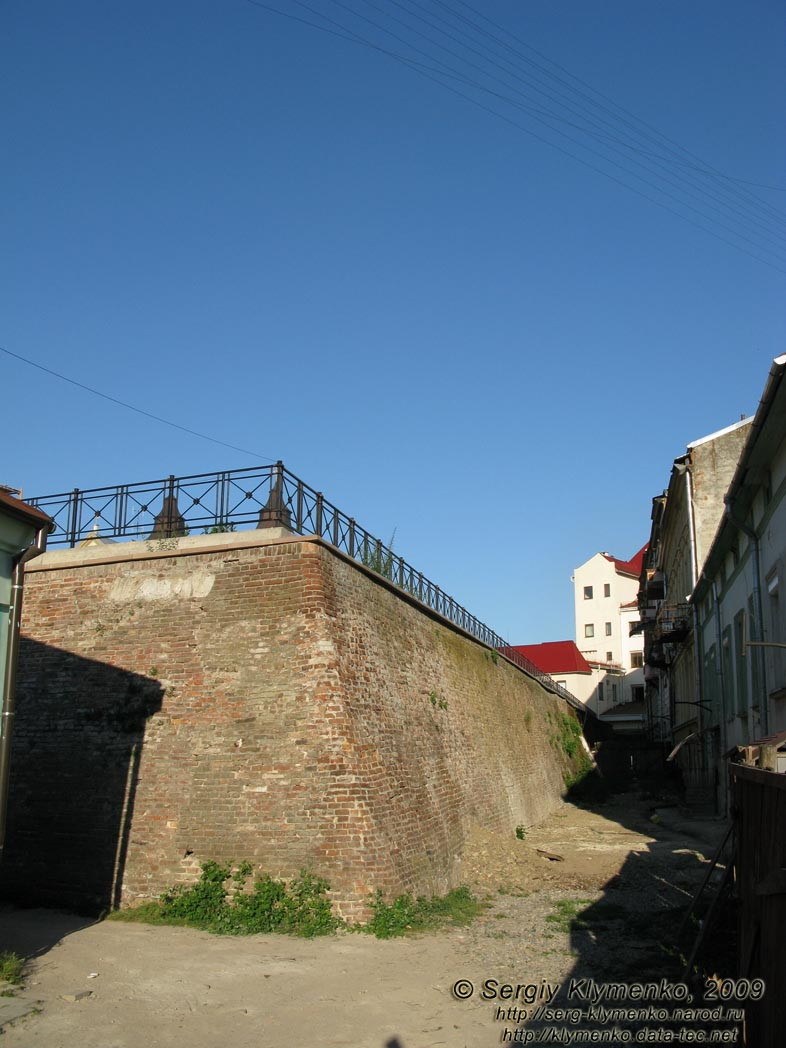 © Sergiy Klymenko, 2009
http://serg-klymenko.narod.ru
http://klymenko.data-tec.net